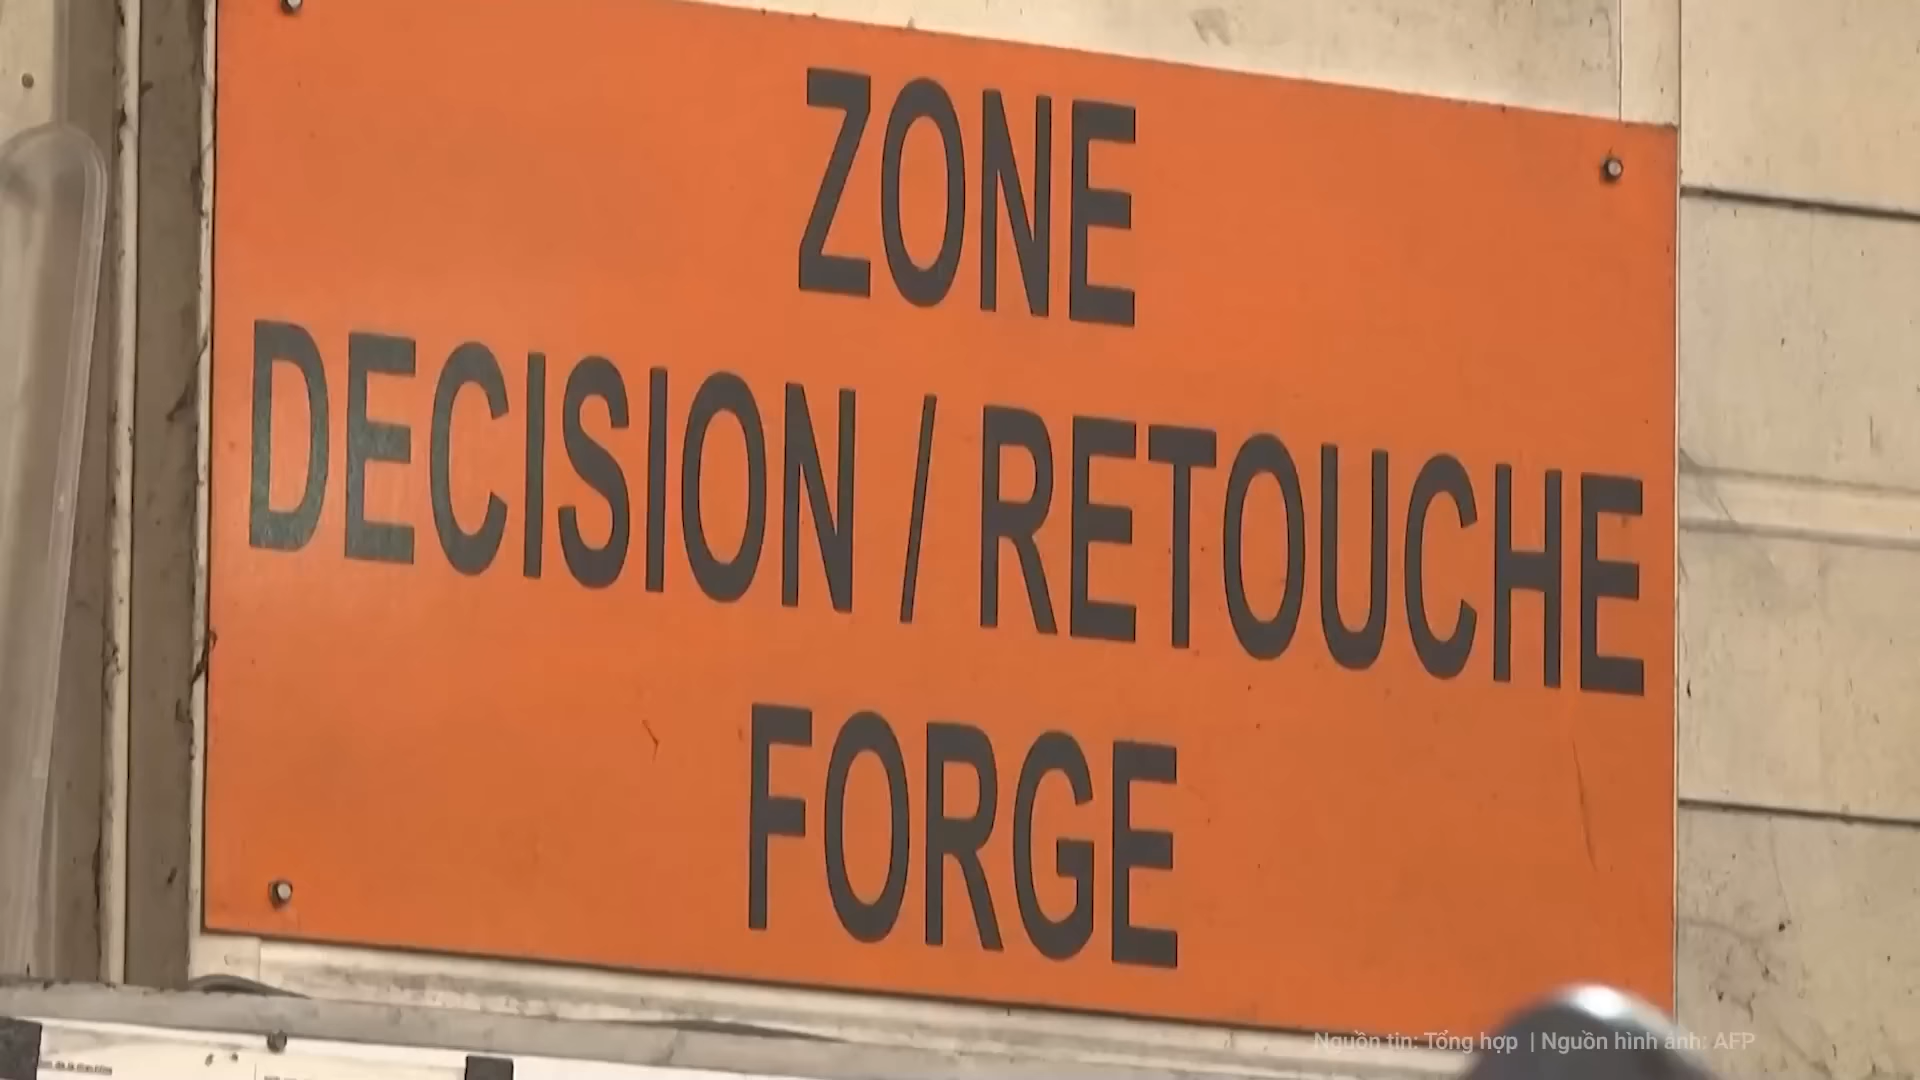 ZONE
DECISION / RETOUCHE
FORGE
Nguồn tin: Tổng hợp | Nguồn hình ảnh: AFP